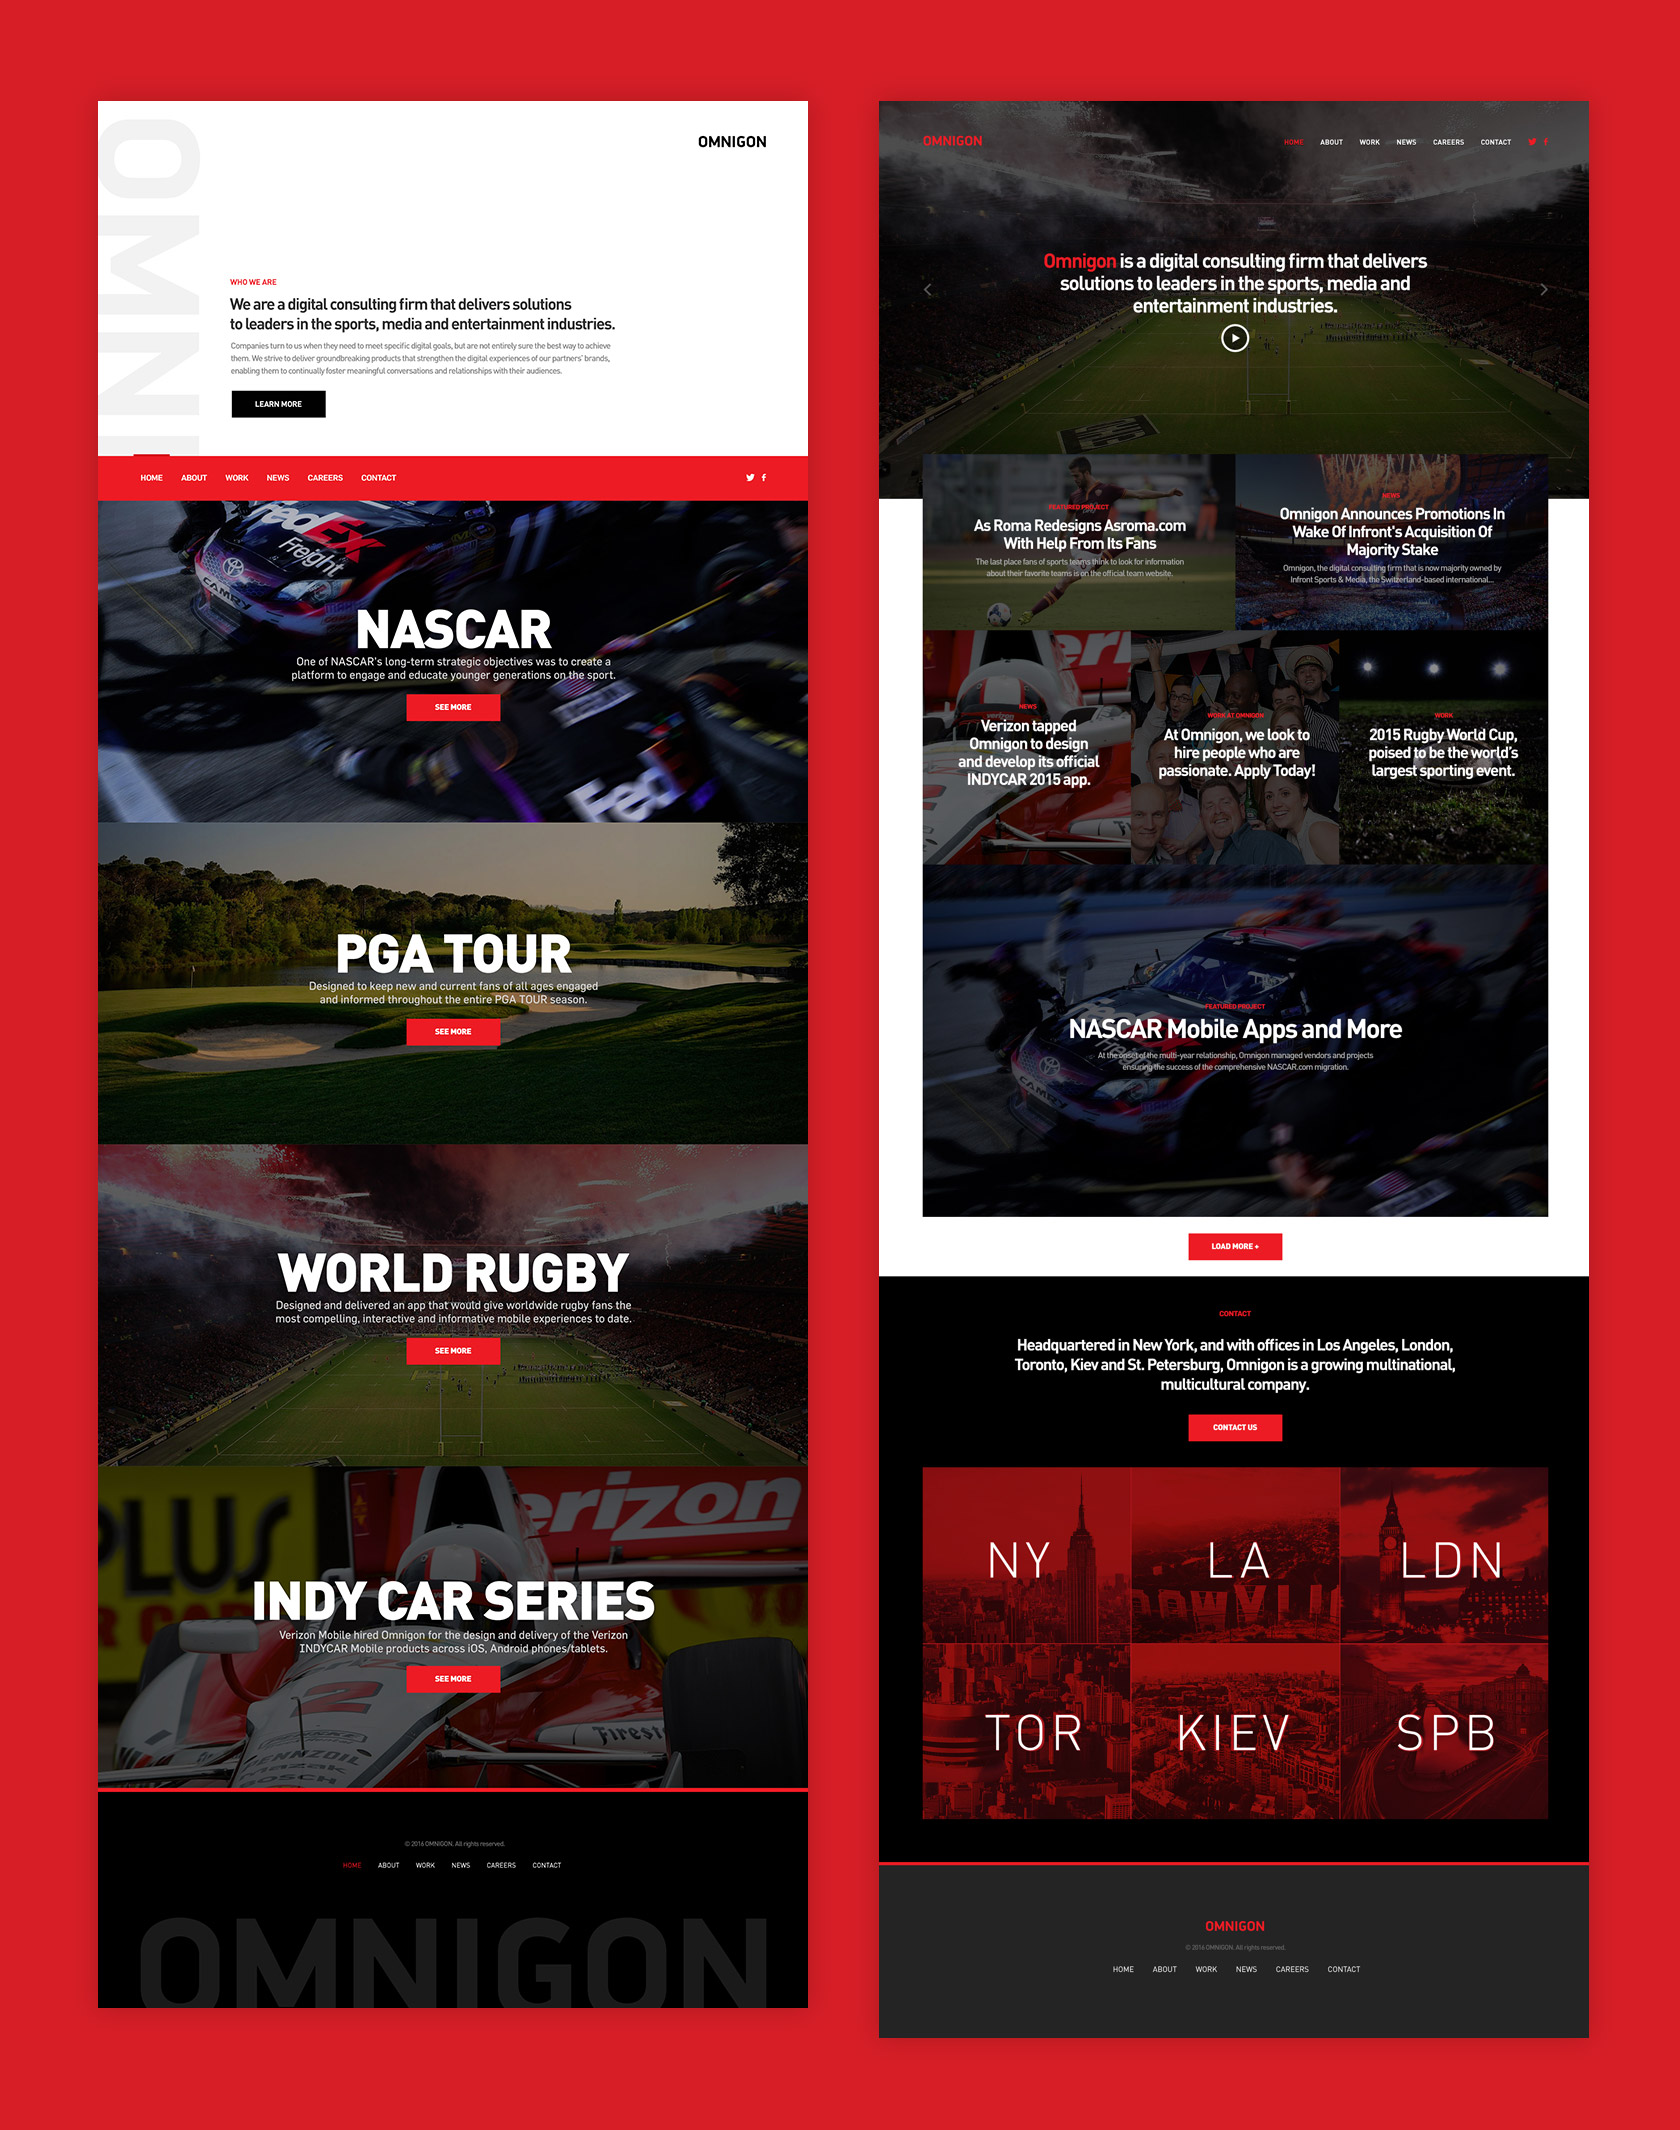 OMNI
OMNIGON
WHO WE ARE
We are a digital consulting firm that delivers solutions
to leaders in the sports, media and entertainment industries.
Companies turn to us when they need to meet specific digital goals, but are not entirely sure the best way to achieve
them. We strive to deliver groundbreaking products that strengthen the digital experiences of our partners' brands,
enabling them to continually foster meaningful conversations and relationships with their audiences.
LEARN MORE
HOME ABOUT WORK NEWS CAREERS CONTACT
FedEx
Freight
CAMRY
NASCAR
One of NASCAR's long-term strategic objectives was to create a
platform to engage and educate younger generations on the sport.
SEE MORE
Fed
PGA TOUR
Designed to keep new and current fans of all ages engaged
and informed throughout the entire PGA TOUR season.
SEE MORE
WORLD RUGBY
Designed and delivered an app that would give worldwide rugby fans the
most compelling, interactive and informative mobile experiences to date.
SEE MORE
erizon
PLUS
R CAR
INDY CAR SERIES
Verizon Mobile hired Omnigon for the design and delivery of the Verizon
INDYCAR Mobile products across iOS, Android phones/tablets.
SEE MORE
2
Firest
PENNZOIL
Mazak
BOSCH
© 2016 OMNIGON. All rights reserved.
HOME ABOUT WORK NEWS CAREERS CONTACT
OMNIGON
OMNIGON
HOME ABOUT WORK NEWS CAREERS CONTACT
Omnigon is a digital consulting firm that delivers
solutions to leaders in the sports, media and
entertainment industries.
FEATURED PROJECT
As Roma Redesigns Asroma.com
With Help From Its Fans
The last place fans of sports teams think to look for information
about their favorite teams is on the official team website.
NEWS
Omnigon Announces Promotions In
Wake Of Infront's Acquisition Of
Majority Stake
Omnigon, the digital consulting firm that is now majority owned by
Infront Sports & Media, the Switzerland-based international...
eri
NEWS
Verizon tapped
Omnigon to design
and develop its official
INDYCAR 2015 app.
WORK AT OMNIGON
At Omnigon, we look to
hire people who are
passionate. Apply Today!
WORK
2015 Rugby World Cup,
poised to be the world's
largest sporting event.
FEATURED PROJECT
NASCAR Mobile Apps and More
At the onset of the multi-year relationship, Omnigon managed vendors and projects
ensuring the success of the comprehensive NASCAR.com migration.
CAMRY
LOAD MORE +
CONTACT
Headquartered in New York, and with offices in Los Angeles, London,
Toronto, Kiev and St. Petersburg, Omnigon is a growing multinational,
multicultural company.
CONTACT US
NY LA LDN
TOR KIEV SPB
OMNIGON
© 2016 OMNIGON. All rights reserved.
HOME ABOUT WORK NEWS CAREERS CONTACT